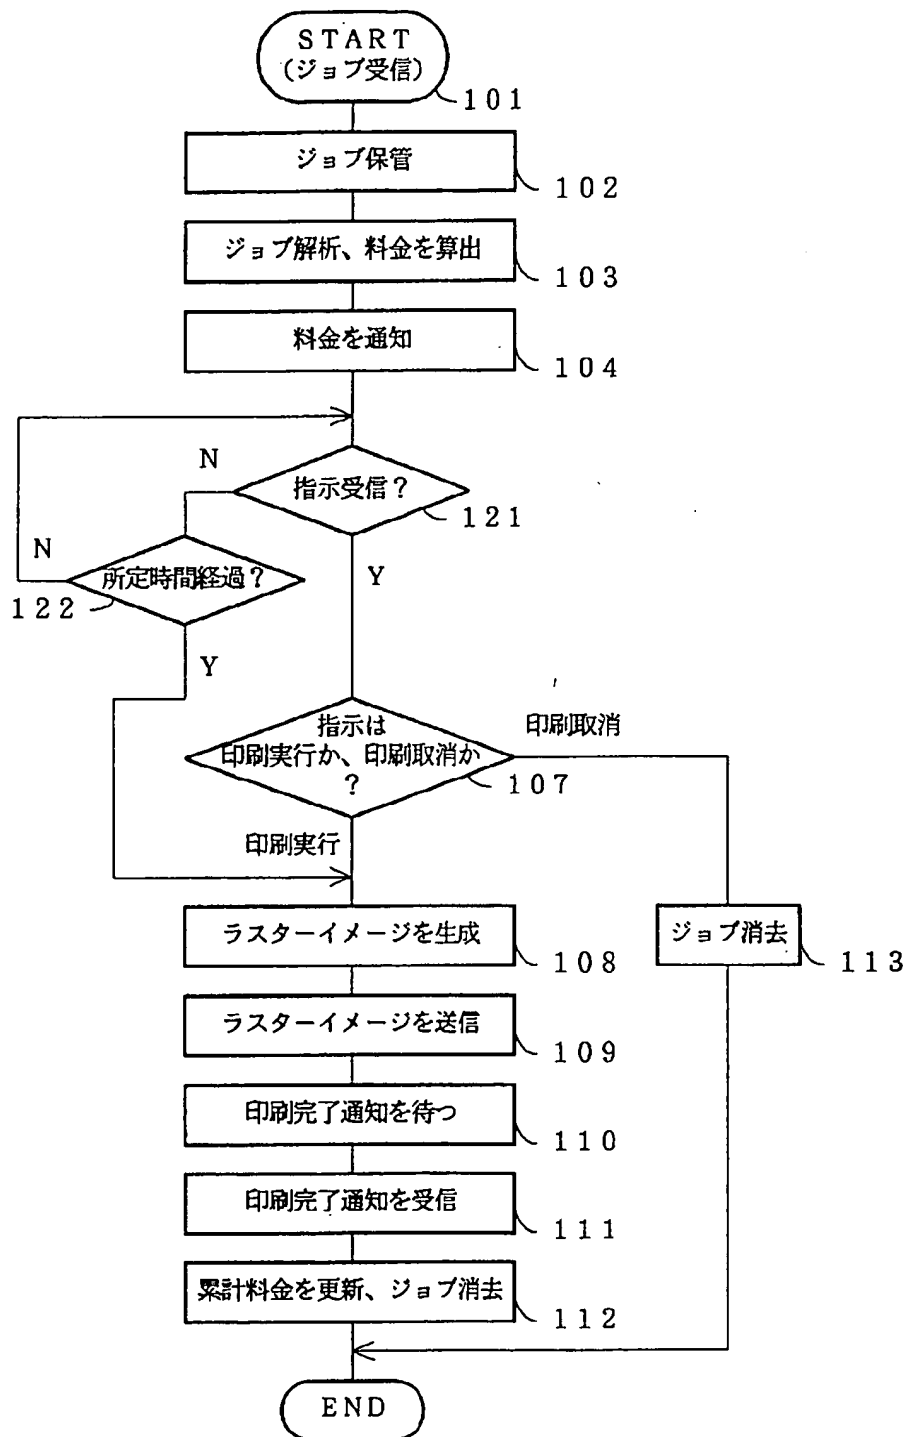 START
(ジョブ受信)
101
ジョブ保管
102
ジョブ解析、料金を算出
103
料金を通知
104
N
指示受信?
121
N
所定時間経過?
122
Y
Y
指示は
印刷実行か、印刷取消か
?
107
印刷取消
印刷実行
ラスターイメージを生成
108
ジョブ消去
113
ラスターイメージを送信
109
印刷完了通知を待つ
110
印刷完了通知を受信
111
累計料金を更新、ジョブ消去
112
END